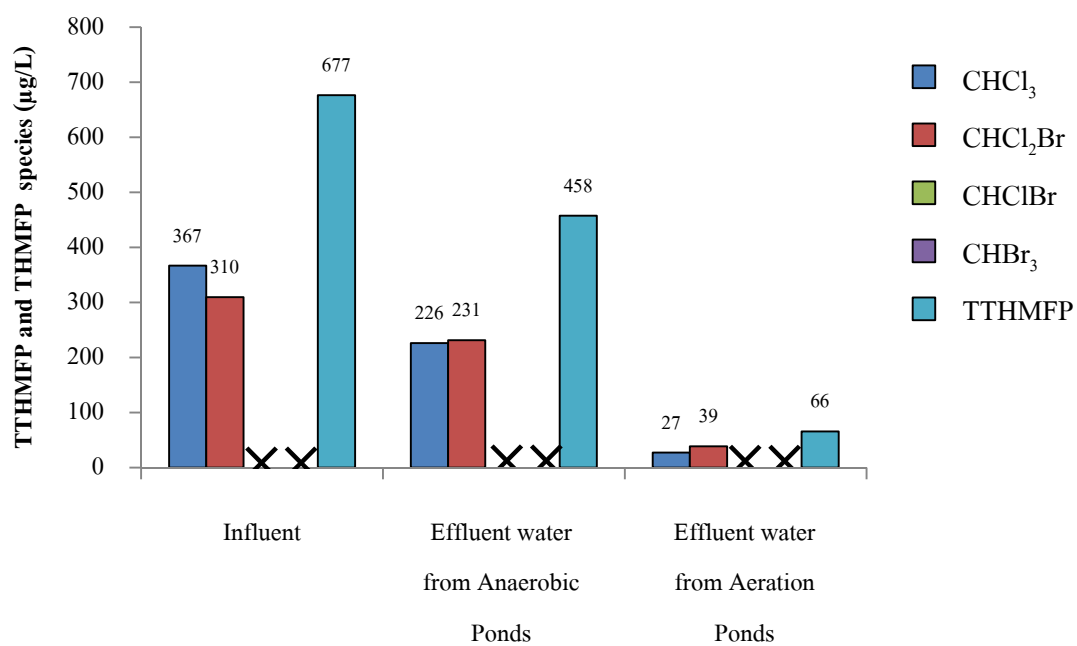 TTHMFP and THMFP species (µg/L)
800
700
600
500
400
300
200
100
0
367
310
677
226
231
458
27
39
66
Influent
Effluent water
from Anaerobic
Ponds
Effluent water
from Aeration
Ponds
CHCl₃
CHCl₂Br
CHClBr
CHBr₃
TTHMFP